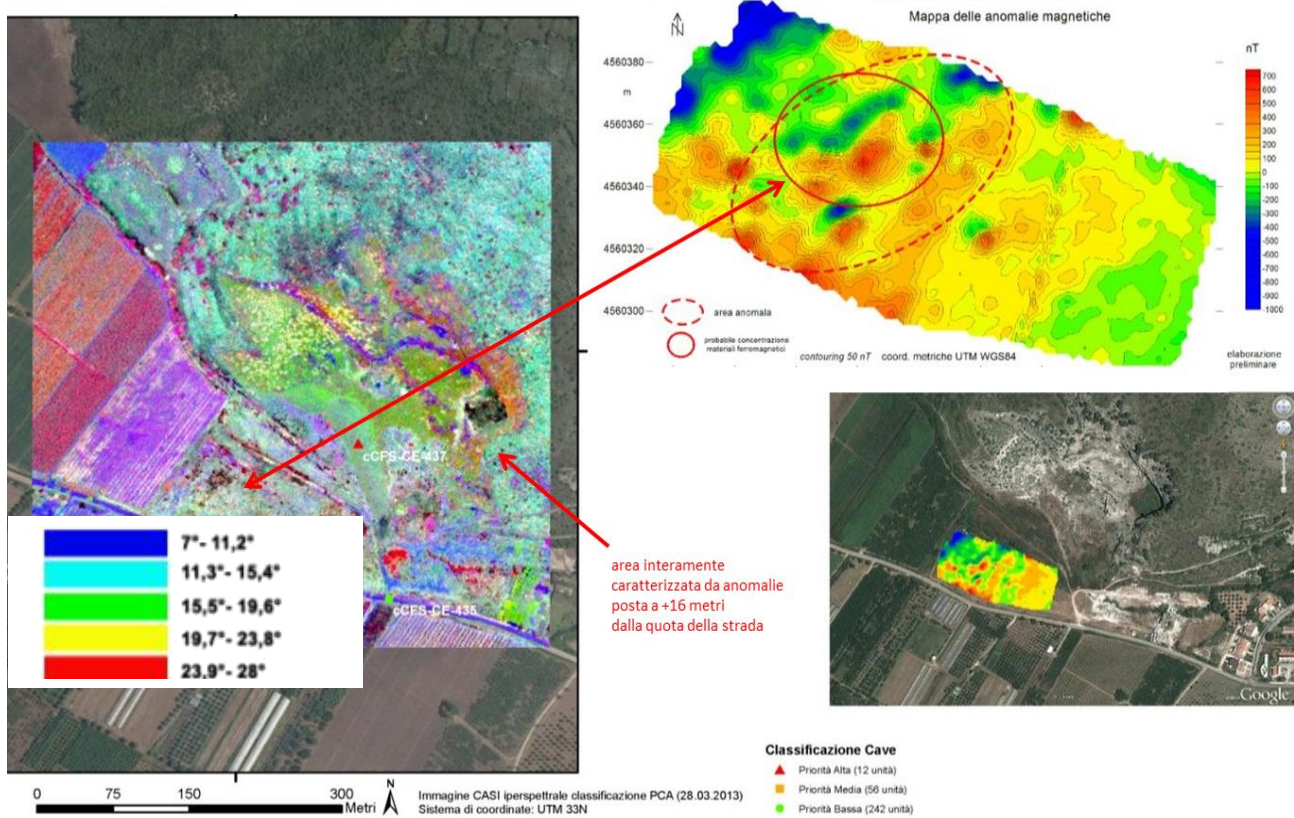 Mappa delle anomalie magnetiche
N
nT
4560380
m
4560360
4560340
4560320
4560300
700
600
500
400
300
200
100
0
-100
-200
-300
-400
-500
-600
-700
-800
-900
-1000
area anomala
probabile concentrazione
materiali ferromagnetici
contouring 50 nT coord. metriche UTM WGS84
elaborazione
preliminare
cCFS-CE-437
cCFS-CE-435
7°- 11,2°
11,3°- 15,4°
15,5°- 19,6°
19,7°- 23,8°
23,9°- 28°
area interamente
caratterizzata da anomalie
posta a +16 metri
dalla quota della strada
Google
0 75 150 300
Metri
N
Immagine CASI iperspettrale classificazione PCA (28.03.2013)
Sistema di coordinate: UTM 33N
Classificazione Cave
Priorità Alta (12 unità)
Priorità Media (56 unità)
Priorità Bassa (242 unità)